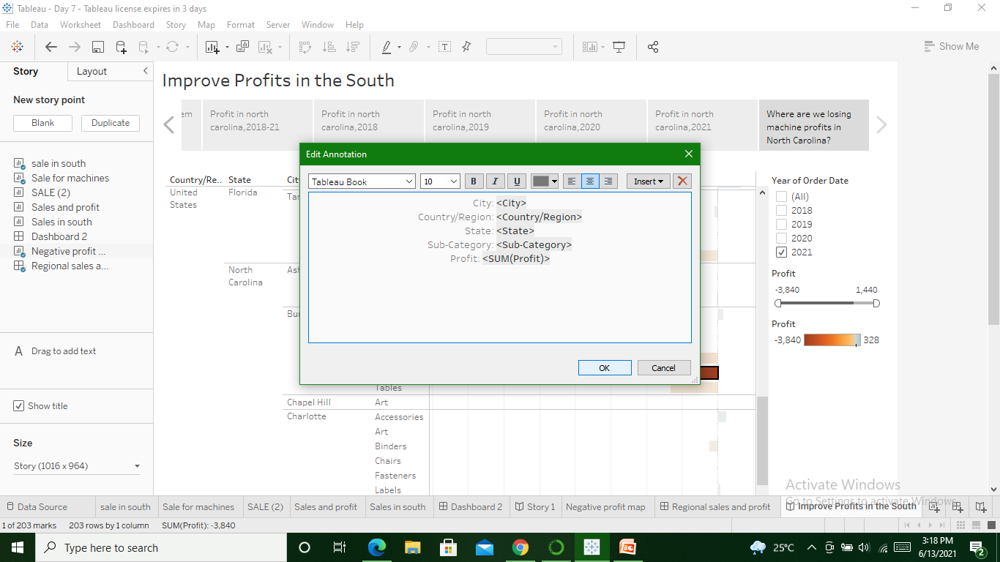 Tableau - Day 7 - Tableau license expires in 3 days
File Data Worksheet Dashboard Story Map Format Server Window Help
Show Me
Story Layout
New story point
Blank Duplicate
sale in south
Sale for machines
SALE (2)
Sales and profit
Sales in south
Dashboard 2
Negative profit ...
Regional sales a...
A Drag to add text
Show title
Size
Story (1016 x 964)
Improve Profits in the South
Profit in north
carolina,2018-21
Profit in north
carolina,2018
Profit in north
carolina,2019
Profit in north
carolina,2020
Profit in north
carolina,2021
Where are we losing
machine profits in
North Carolina?
Country/Re.. State
United
States
Florida
North
Carolina
Tables
Chapel Hill Art
Charlotte Accessories
Art
Binders
Chairs
Fasteners
Labels
Edit Annotation
Tableau Book 10 B I U Insert
City: <City>
Country/Region: <Country/Region>
State: <State>
Sub-Category: <Sub-Category>
Profit: <SUM(Profit)>
OK Cancel
Year of Order Date
(All)
2018
2019
2020
2021
Profit
-3,840 1,440
Profit
-3,840 328
Activate Windows
Go to Settings to activate Windows.
Data Source sale in south Sale for machines SALE (2) Sales and profit Sales in south Dashboard 2 Story 1 Negative profit map Regional sales and profit Improve Profits in the South
1 of 203 marks 203 rows by 1 column SUM(Profit): -3,840
Type here to search
25°C
3:18 PM
6/13/2021
2